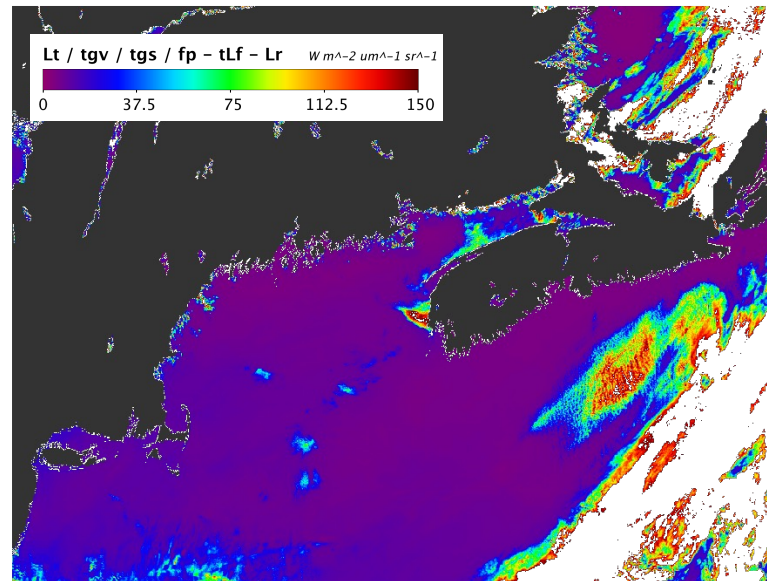 Lt / tgv / tgs / fp – tLf – Lr W m^-2 um^-1 sr^-1
0 37.5 75 112.5 150